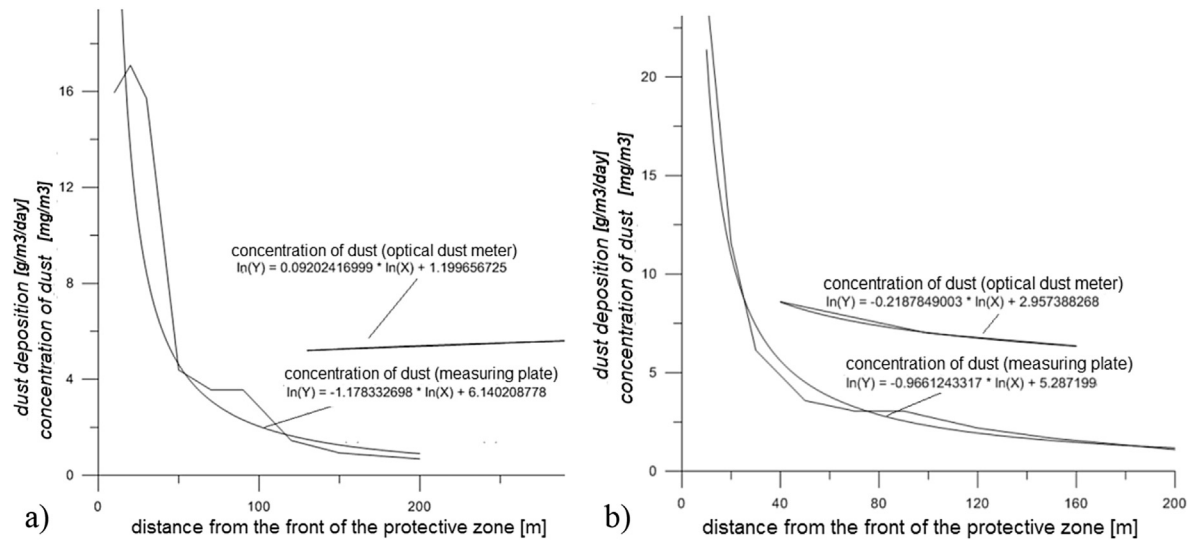 16
12
8
4
0
dust deposition [g/m3/day]
concentration of dust [mg/m3]
concentration of dust (optical dust meter)
ln(Y) = 0.09202416999 * ln(X) + 1.199656725
concentration of dust (measuring plate)
ln(Y) = -1.178332698 * ln(X) + 6.140208778
0 100 200
a) distance from the front of the protective zone [m]
20
15
10
5
0
dust deposition [g/m3/day]
concentration of dust [mg/m3]
concentration of dust (optical dust meter)
ln(Y) = -0.2187849003 * ln(X) + 2.957388268
concentration of dust (measuring plate)
ln(Y) = -0.9661243317 * ln(X) + 5.287199
0 40 80 120 160 200
b) distance from the front of the protective zone [m]